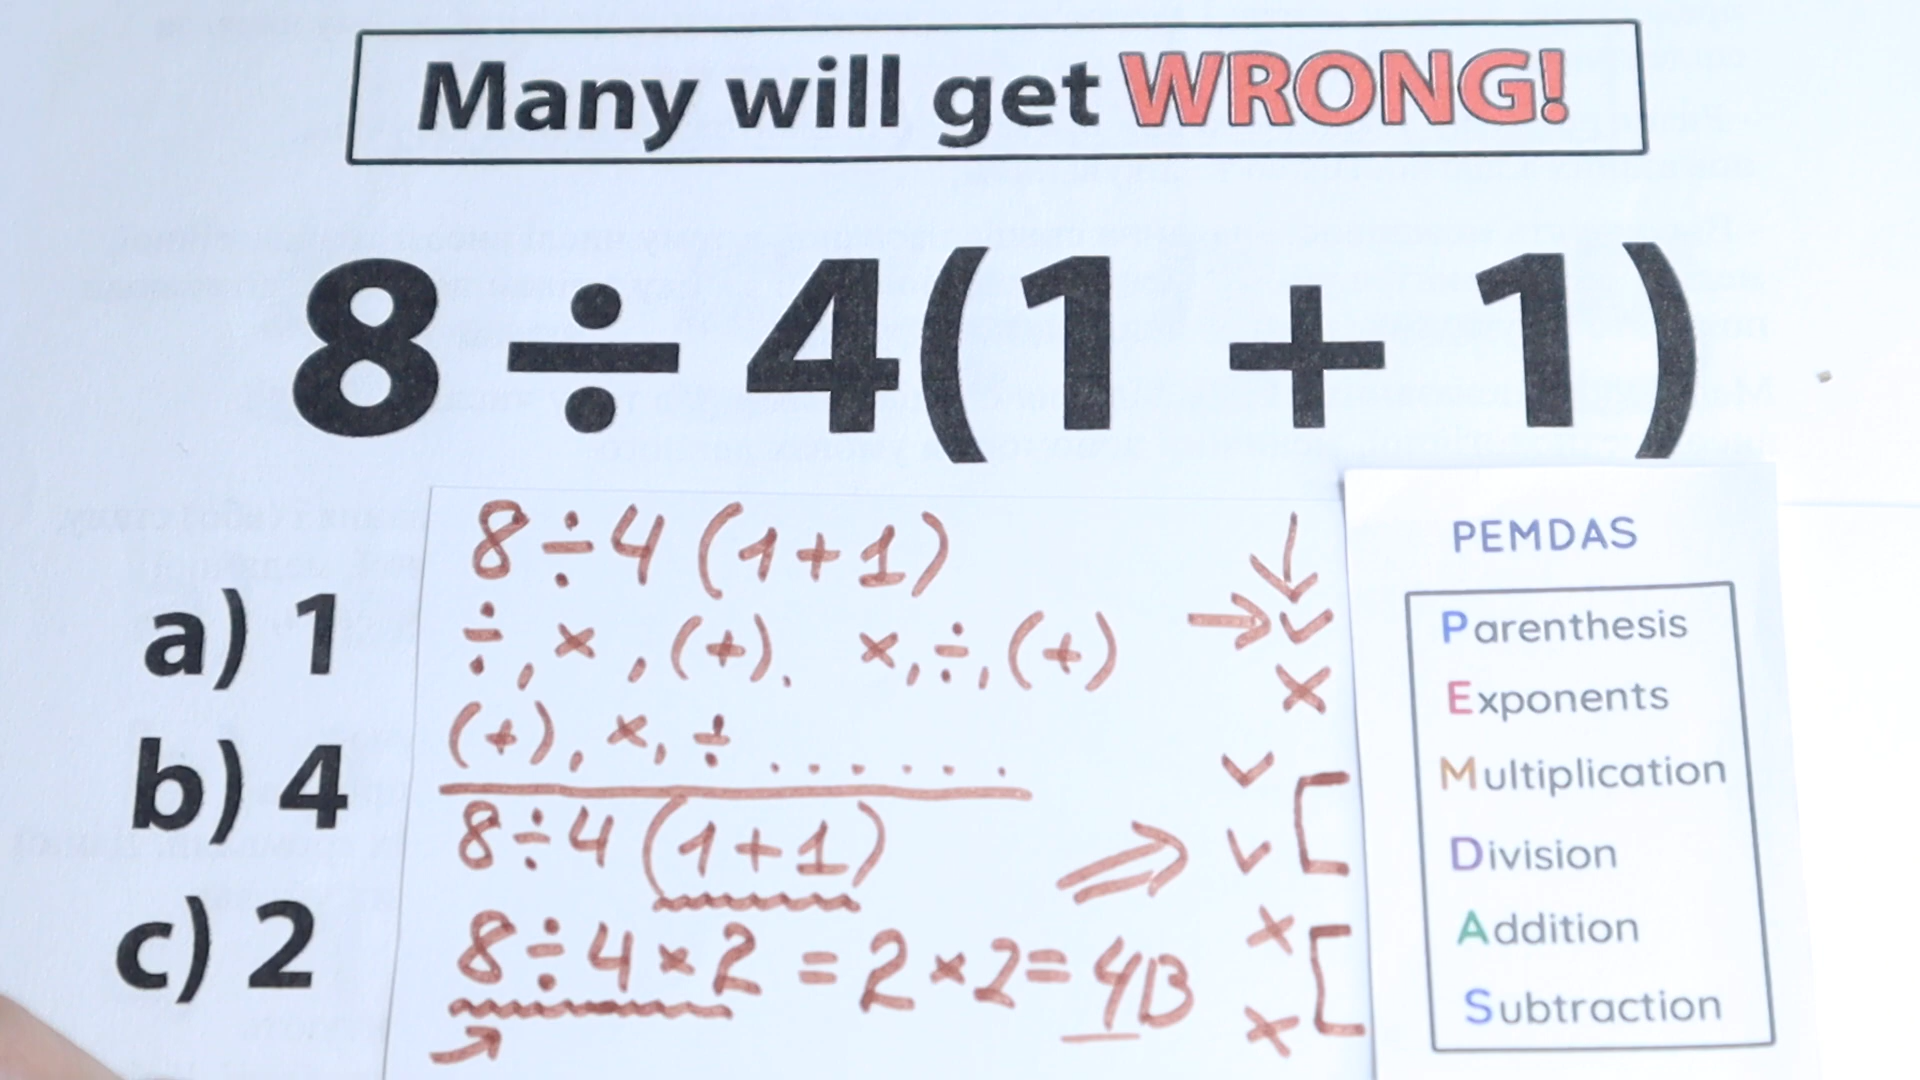 Many will get WRONG!
8 ÷ 4(1 + 1)
a) 1
b) 4
c) 2
8 ÷ 4 (1 + 1)
÷, ×, (+). ×, ÷, (+)
(+), ×, ÷ . . . . . .
8 ÷ 4 (1 + 1)
8 ÷ 4 × 2 = 2 × 2 = 4 B
PEMDAS
Parenthesis
Exponents
Multiplication
Division
Addition
Subtraction